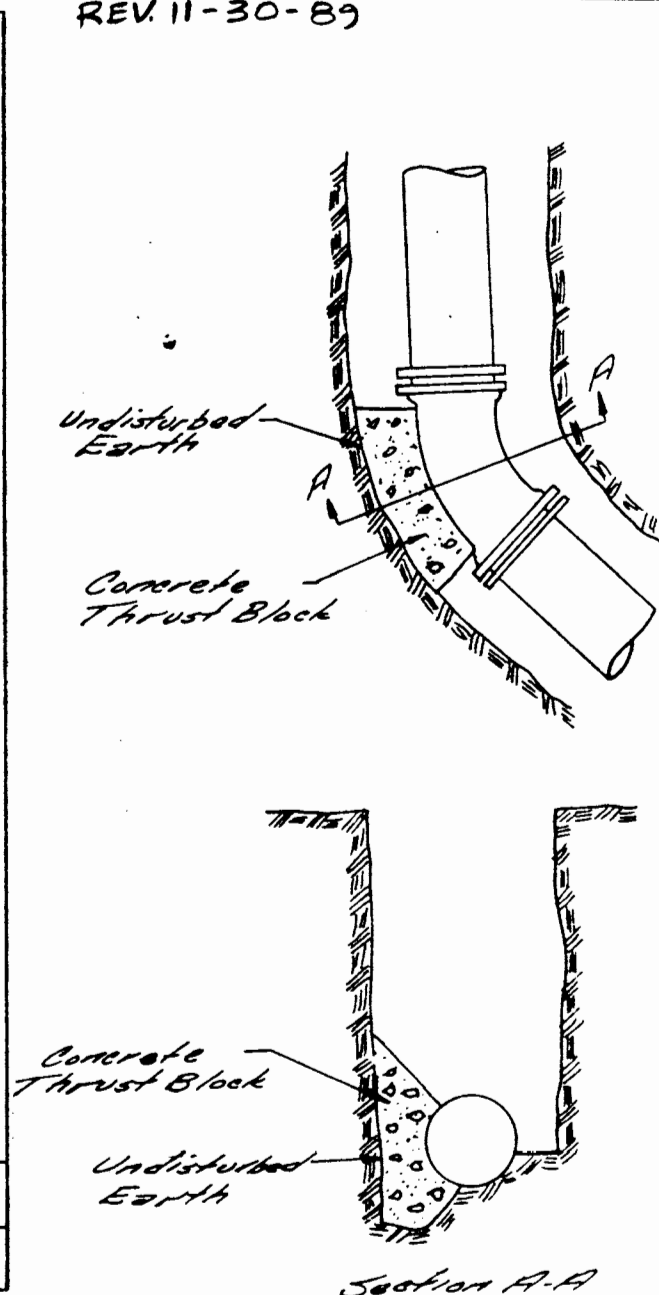 REV. 11-30-89
Undisturbed
Earth
A
A
Concrete
Thrust Block
Concrete
Thrust Block
Undisturbed
Earth
Section A-A